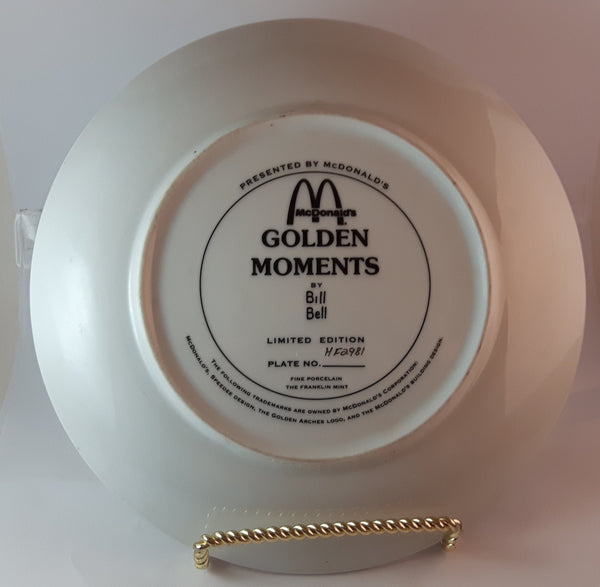 PRESENTED BY McDONALD'S
McDonald's
GOLDEN
MOMENTS
BY
Bill
Bell
LIMITED EDITION
HF2981
PLATE NO.
FINE PORCELAIN
THE FRANKLIN MINT
THE FOLLOWING TRADEMARKS ARE OWNED BY McDONALD'S CORPORATION:
McDONALD'S, SPEEDEE DESIGN, THE GOLDEN ARCHES LOGO, AND THE McDONALD'S BUILDING DESIGN.